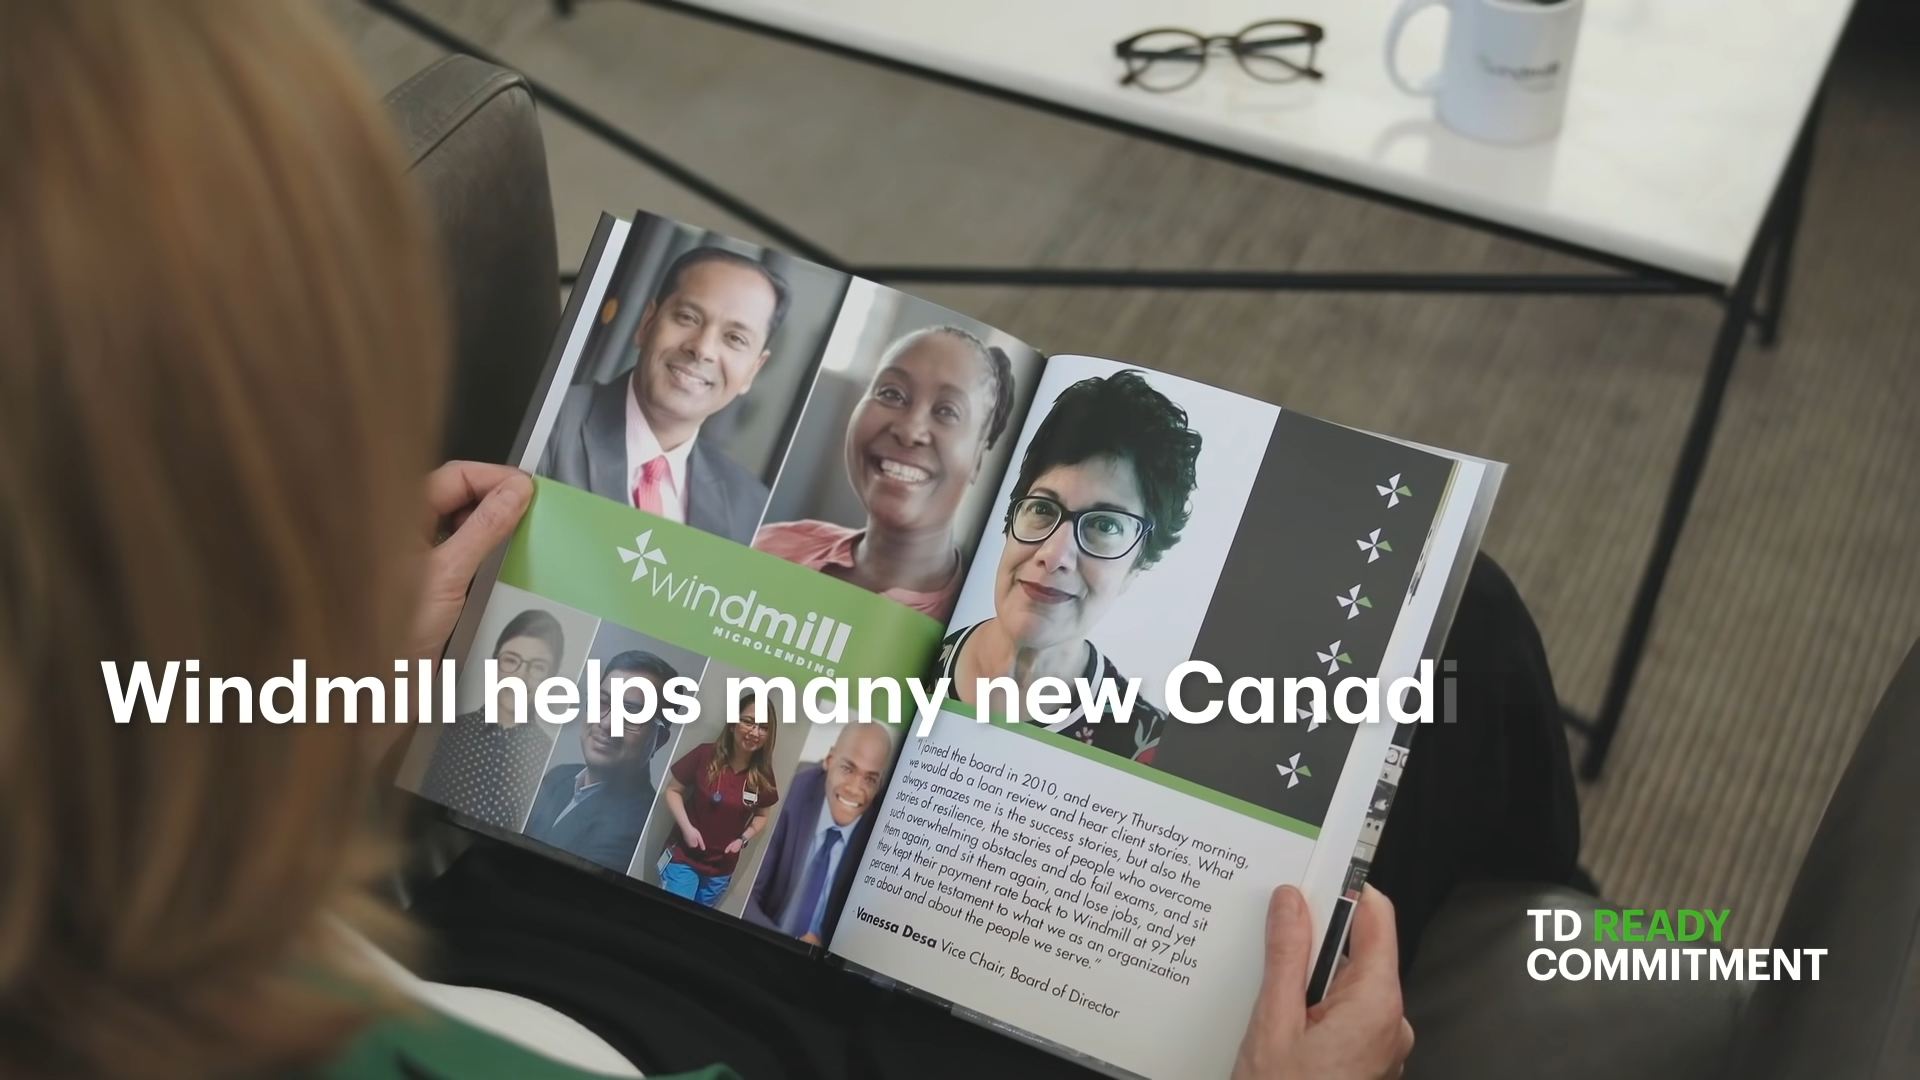 windmill
windmill
MICROLENDING
Windmill helps many new Canadi
"I joined the board in 2010, and every Thursday morning,
we would do a loan review and hear client stories. What
always amazes me is the success stories, but also the
stories of resilience, the stories of people who overcome
such overwhelming obstacles and do fail exams, and sit
them again, and sit them again, and lose jobs, and yet
they kept their payment rate back to Windmill at 97 plus
percent. A true testament to what we as an organization
are about and about the people we serve."
Vanessa Desa Vice Chair, Board of Director
TD READY
COMMITMENT